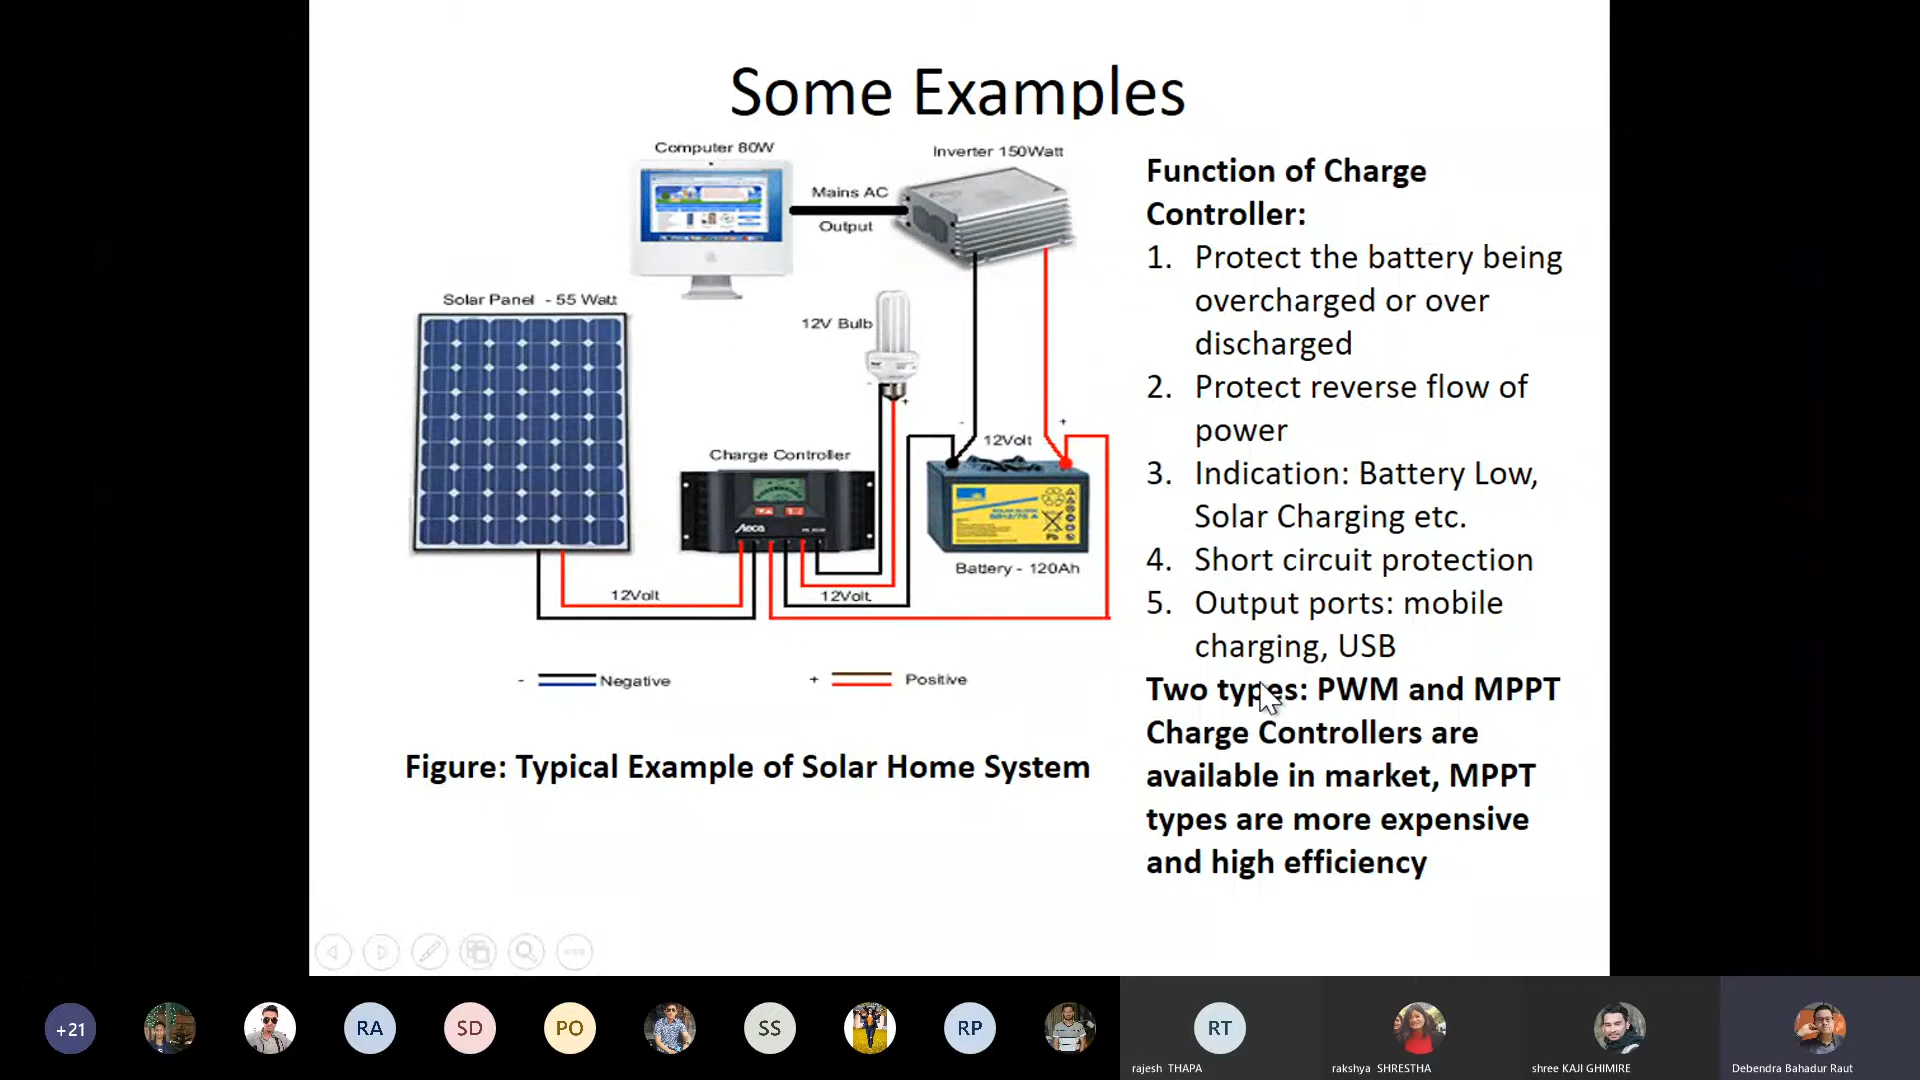 Some Examples
Computer 80W
Inverter 150Watt
Mains AC
Output
Solar Panel - 55 Watt
12V Bulb
-
+
- +
12Volt
Charge Controller
Steca
Pb
Battery - 120Ah
12Volt
12Volt.
- Negative
+ Positive
Figure: Typical Example of Solar Home System
Function of Charge
Controller:
1. Protect the battery being
overcharged or over
discharged
2. Protect reverse flow of
power
3. Indication: Battery Low,
Solar Charging etc.
4. Short circuit protection
5. Output ports: mobile
charging, USB
Two types: PWM and MPPT
Charge Controllers are
available in market, MPPT
types are more expensive
and high efficiency
+21
RA
SD
PO
SS
RP
RT
rajesh THAPA
rakshya SHRESTHA
shree KAJI GHIMIRE
Debendra Bahadur Raut